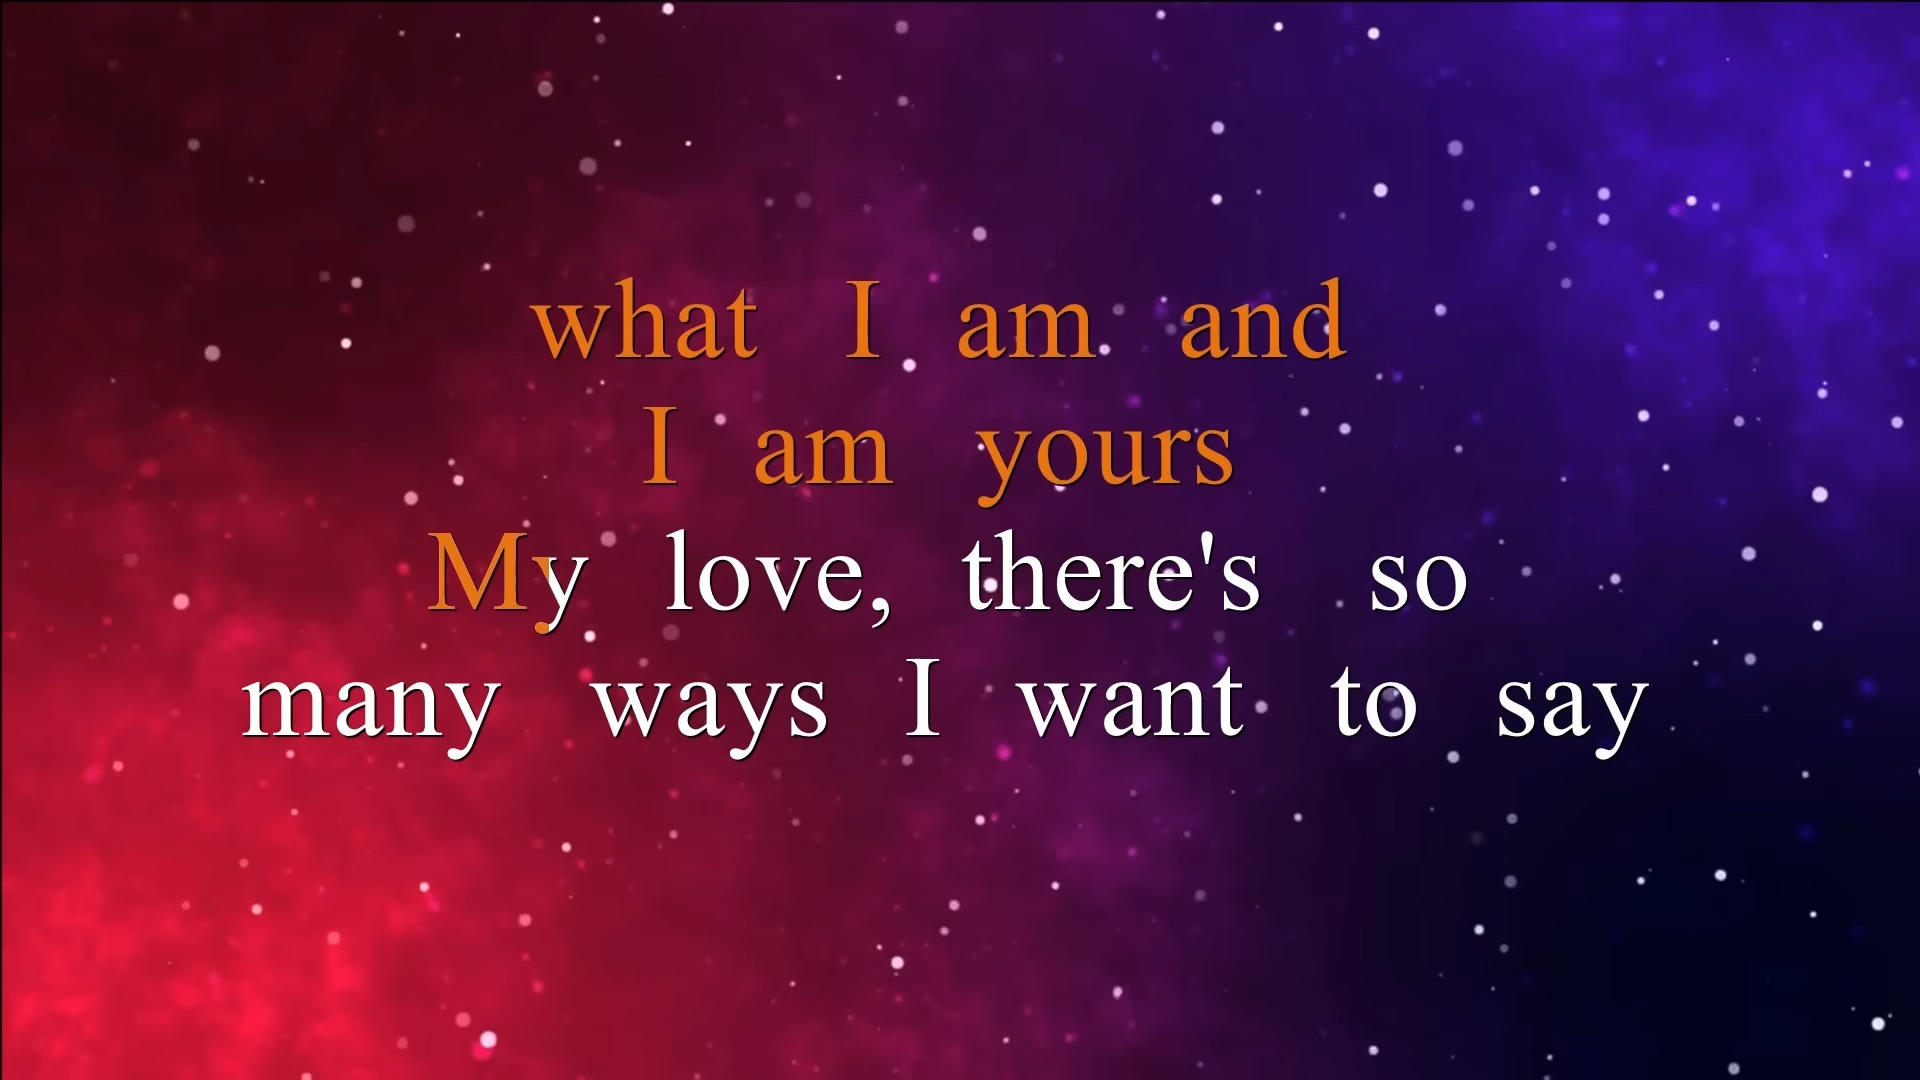 what I am and
I am yours
My love, there's so
many ways I want to say